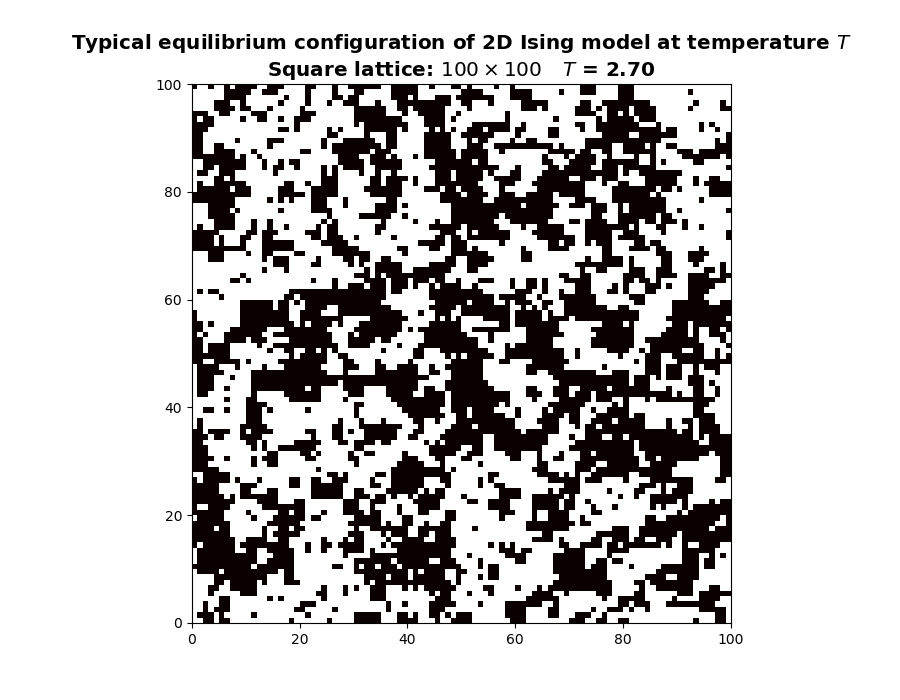 Typical equilibrium configuration of 2D Ising model at temperature T
Square lattice: 100 × 100 T = 2.70
100
80
60
40
20
0
0 20 40 60 80 100